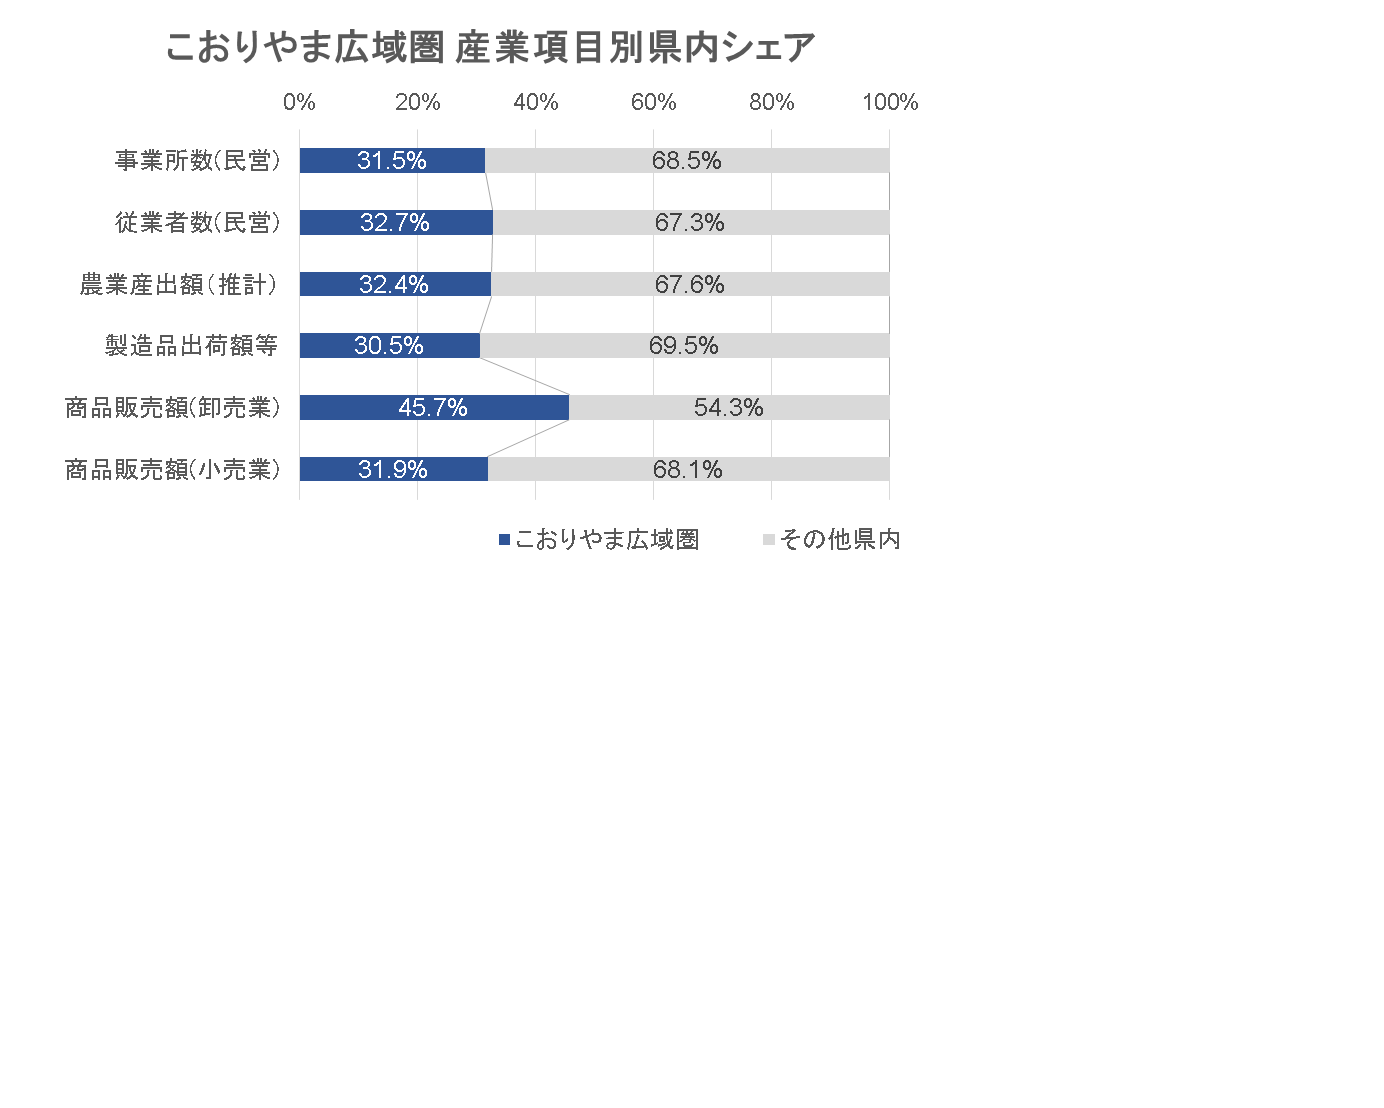 こおりやま広域圏 産業項目別県内シェア
0% 20% 40% 60% 80% 100%
事業所数(民営) 31.5% 68.5%
従業者数(民営) 32.7% 67.3%
農業産出額（推計） 32.4% 67.6%
製造品出荷額等 30.5% 69.5%
商品販売額(卸売業) 45.7% 54.3%
商品販売額(小売業) 31.9% 68.1%
こおりやま広域圏 その他県内